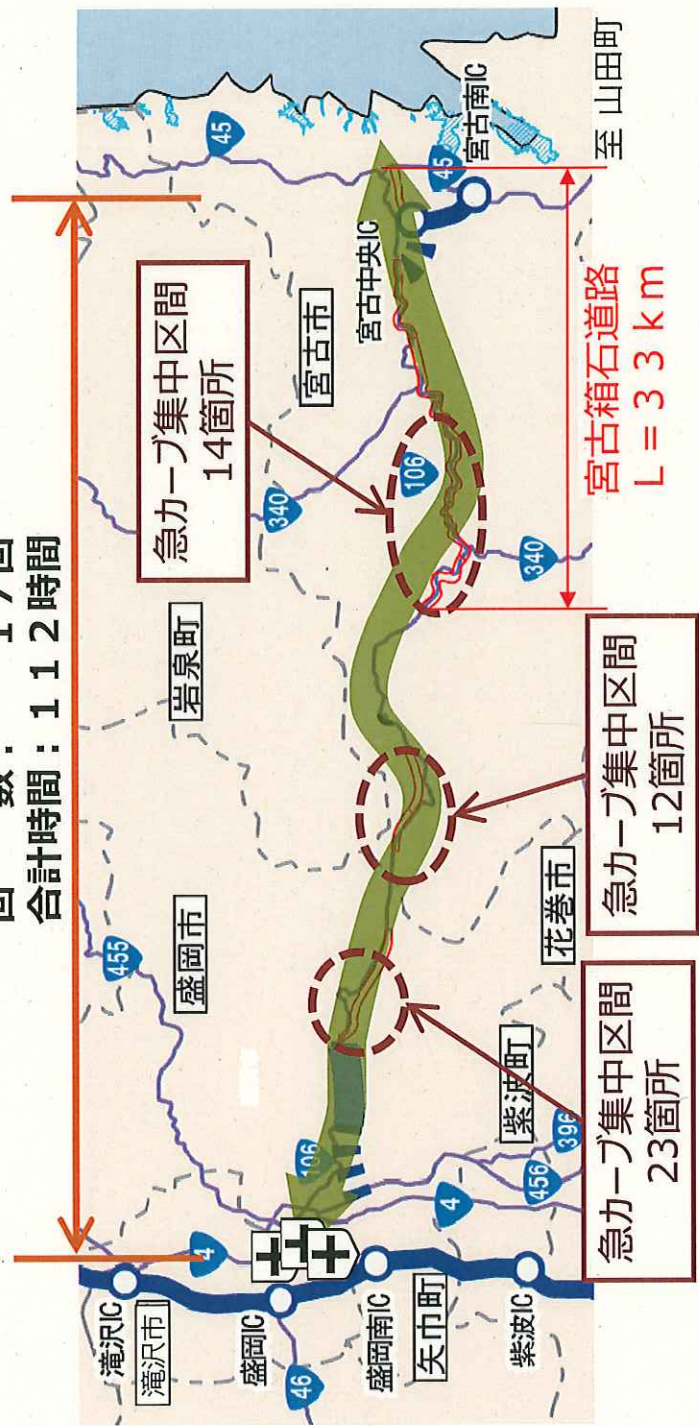 合計時間：１１２時間
急カーブ集中区間
14箇所
45
宮古市
340
岩泉町
盛岡市
455
宮古中央IC
45
宮古南IC
至 山田町
106
106
4
滝沢IC
滝沢市
盛岡IC
46
盛岡南IC
矢巾町
紫波IC
4
紫波町
456
396
花巻市
340
宮古箱石道路
Ｌ＝３３ｋｍ
急カーブ集中区間
12箇所
急カーブ集中区間
23箇所